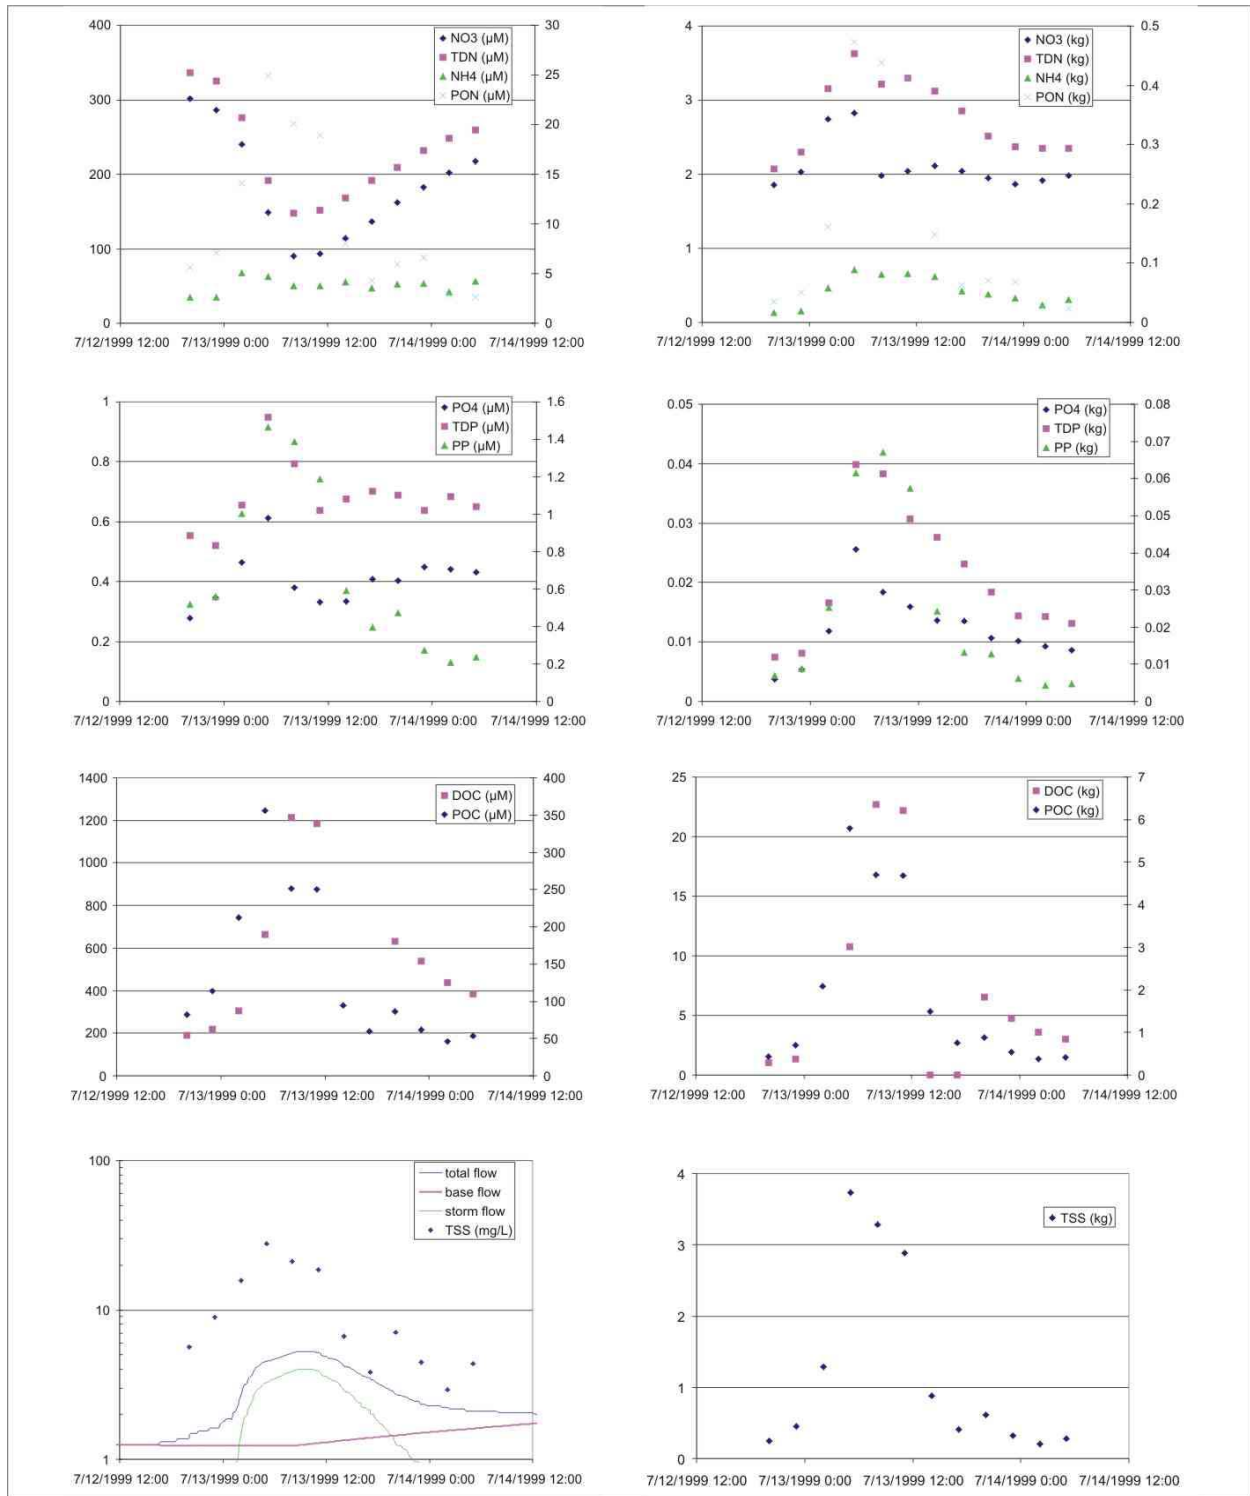 400
300
200
100
0
30
25
20
15
10
5
0
NO3 (µM)
TDN (µM)
NH4 (µM)
PON (µM)
7/12/1999 12:00 7/13/1999 0:00 7/13/1999 12:00 7/14/1999 0:00 7/14/1999 12:00
4
3
2
1
0
0.5
0.4
0.3
0.2
0.1
0
NO3 (kg)
TDN (kg)
NH4 (kg)
PON (kg)
7/12/1999 12:00 7/13/1999 0:00 7/13/1999 12:00 7/14/1999 0:00 7/14/1999 12:00
1
0.8
0.6
0.4
0.2
0
1.6
1.4
1.2
1
0.8
0.6
0.4
0.2
0
PO4 (µM)
TDP (µM)
PP (µM)
7/12/1999 12:00 7/13/1999 0:00 7/13/1999 12:00 7/14/1999 0:00 7/14/1999 12:00
0.05
0.04
0.03
0.02
0.01
0
0.08
0.07
0.06
0.05
0.04
0.03
0.02
0.01
0
PO4 (kg)
TDP (kg)
PP (kg)
7/12/1999 12:00 7/13/1999 0:00 7/13/1999 12:00 7/14/1999 0:00 7/14/1999 12:00
1400
1200
1000
800
600
400
200
0
400
350
300
250
200
150
100
50
0
DOC (µM)
POC (µM)
7/12/1999 12:00 7/13/1999 0:00 7/13/1999 12:00 7/14/1999 0:00 7/14/1999 12:00
25
20
15
10
5
0
7
6
5
4
3
2
1
0
DOC (kg)
POC (kg)
7/12/1999 12:00 7/13/1999 0:00 7/13/1999 12:00 7/14/1999 0:00 7/14/1999 12:00
100
10
1
total flow
base flow
storm flow
TSS (mg/L)
7/12/1999 12:00 7/13/1999 0:00 7/13/1999 12:00 7/14/1999 0:00 7/14/1999 12:00
4
3
2
1
0
TSS (kg)
7/12/1999 12:00 7/13/1999 0:00 7/13/1999 12:00 7/14/1999 0:00 7/14/1999 12:00